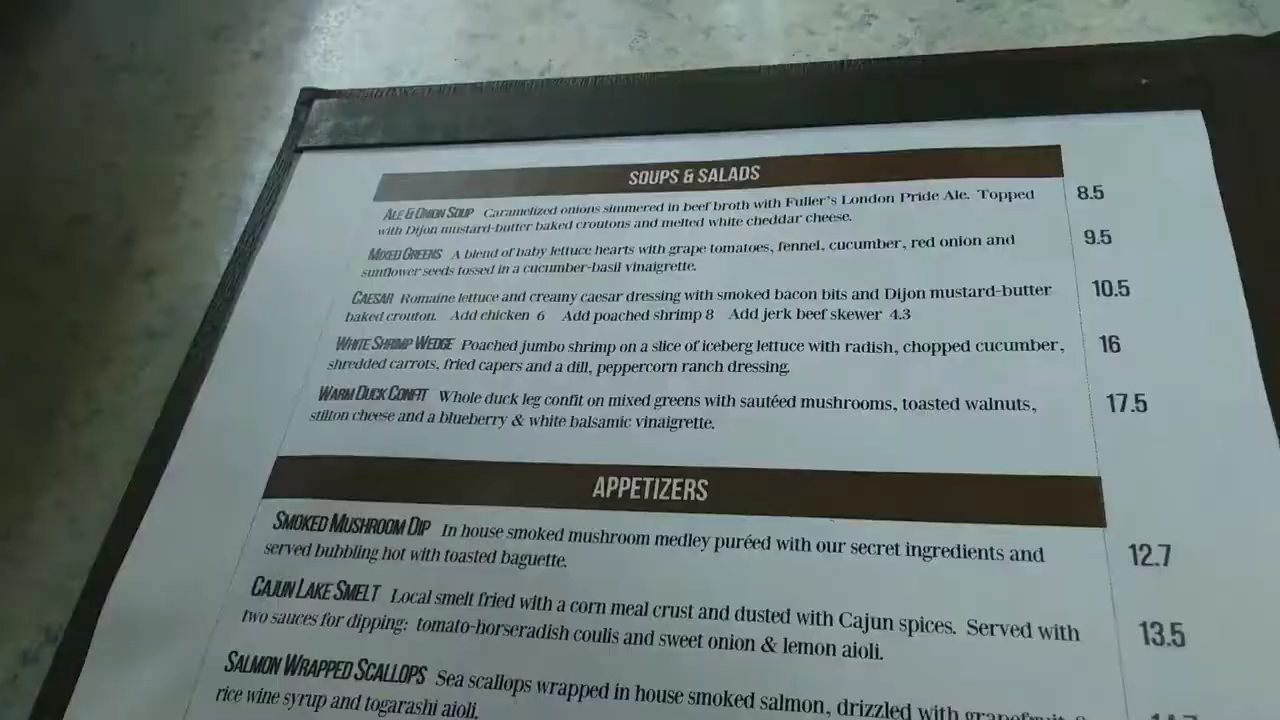 SOUPS & SALADS
ALE & ONION SOUP Caramelized onions simmered in beef broth with Fuller's London Pride Ale. Topped 8.5
with Dijon mustard-butter baked croutons and melted white cheddar cheese.
MIXED GREENS A blend of baby lettuce hearts with grape tomatoes, fennel, cucumber, red onion and 9.5
sunflower seeds tossed in a cucumber-basil vinaigrette.
CAESAR Romaine lettuce and creamy caesar dressing with smoked bacon bits and Dijon mustard-butter 10.5
baked crouton. Add chicken 6 Add poached shrimp 8 Add jerk beef skewer 4.3
WHITE SHRIMP WEDGE Poached jumbo shrimp on a slice of iceberg lettuce with radish, chopped cucumber, 16
shredded carrots, fried capers and a dill, peppercorn ranch dressing.
WARM DUCK CONFIT Whole duck leg confit on mixed greens with sautéed mushrooms, toasted walnuts, 17.5
stilton cheese and a blueberry & white balsamic vinaigrette.
APPETIZERS
SMOKED MUSHROOM DIP In house smoked mushroom medley puréed with our secret ingredients and 12.7
served bubbling hot with toasted baguette.
CAJUN LAKE SMELT Local smelt fried with a corn meal crust and dusted with Cajun spices. Served with 13.5
two sauces for dipping: tomato-horseradish coulis and sweet onion & lemon aioli.
SALMON WRAPPED SCALLOPS Sea scallops wrapped in house smoked salmon, drizzled with
rice wine syrup and togarashi aioli.